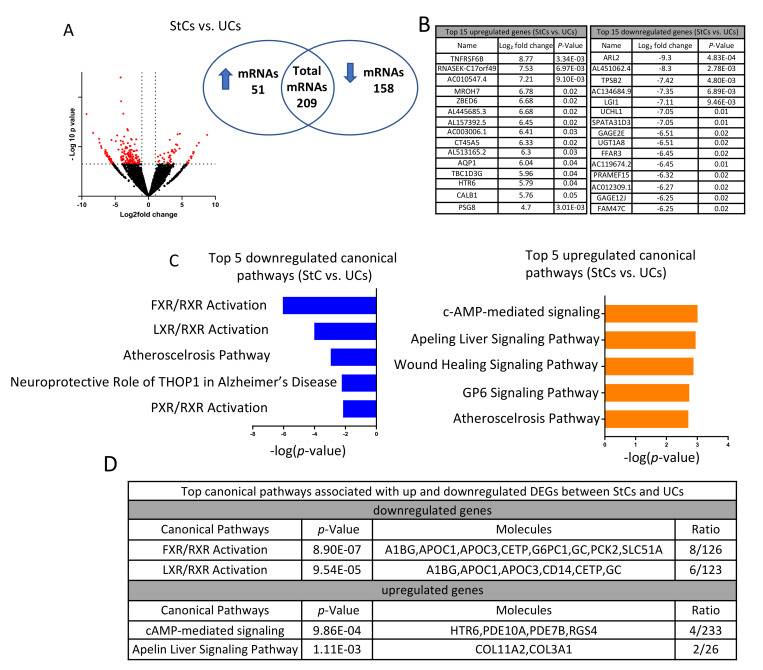 A
StCs vs. UCs
mRNAs
51
Total
mRNAs
209
mRNAs
158
- Log 10 p value
-10
-5
0
5
10
Log2fold change
B
Top 15 upregulated genes (StCs vs. UCs)
Name Log2 fold change P-Value
TNFRSF6B 8.77 3.34E-03
RNASEK-C17orf49 7.53 6.97E-03
AC010547.4 7.21 9.10E-03
MROH7 6.78 0.02
ZBED6 6.68 0.02
AL445685.3 6.68 0.02
AL157392.5 6.45 0.02
AC003006.1 6.41 0.03
CT45A5 6.33 0.02
AL513165.2 6.3 0.03
AQP1 6.04 0.04
TBC1D3G 5.96 0.04
HTR6 5.79 0.04
CALB1 5.76 0.05
PSG8 4.7 3.01E-03
Top 15 downregulated genes (StCs vs. UCs)
Name Log2 fold change P-Value
ARL2 -9.3 4.83E-04
AL451062.4 -8.3 2.78E-03
TPSB2 -7.42 4.80E-03
AC134684.9 -7.35 6.89E-03
LGI1 -7.11 9.46E-03
UCHL1 -7.05 0.01
SPATA31D3 -7.05 0.01
GAGE2E -6.51 0.02
UGT1A8 -6.51 0.02
FFAR3 -6.45 0.02
AC119674.2 -6.45 0.01
PRAMEF15 -6.32 0.02
AC012309.1 -6.27 0.02
GAGE12J -6.25 0.02
FAM47C -6.25 0.02
C
Top 5 downregulated canonical
pathways (StC vs. UCs)
FXR/RXR Activation
LXR/RXR Activation
Atheroscelrosis Pathway
Neuroprotective Role of THOP1 in Alzheimer's Disease
PXR/RXR Activation
-8 -6 -4 -2 0
-log(p-value)
Top 5 upregulated canonical
pathways (StCs vs. UCs)
c-AMP-mediated signaling
Apeling Liver Signaling Pathway
Wound Healing Signaling Pathway
GP6 Signaling Pathway
Atheroscelrosis Pathway
0 1 2 3 4
-log(p-value)
D
Top canonical pathways associated with up and downregulated DEGs between StCs and UCs
downregulated genes
Canonical Pathways p-Value Molecules Ratio
FXR/RXR Activation 8.90E-07 A1BG,APOC1,APOC3,CETP,G6PC1,GC,PCK2,SLC51A 8/126
LXR/RXR Activation 9.54E-05 A1BG,APOC1,APOC3,CD14,CETP,GC 6/123
upregulated genes
Canonical Pathways p-Value Molecules Ratio
cAMP-mediated signaling 9.86E-04 HTR6,PDE10A,PDE7B,RGS4 4/233
Apelin Liver Signaling Pathway 1.11E-03 COL11A2,COL3A1 2/26